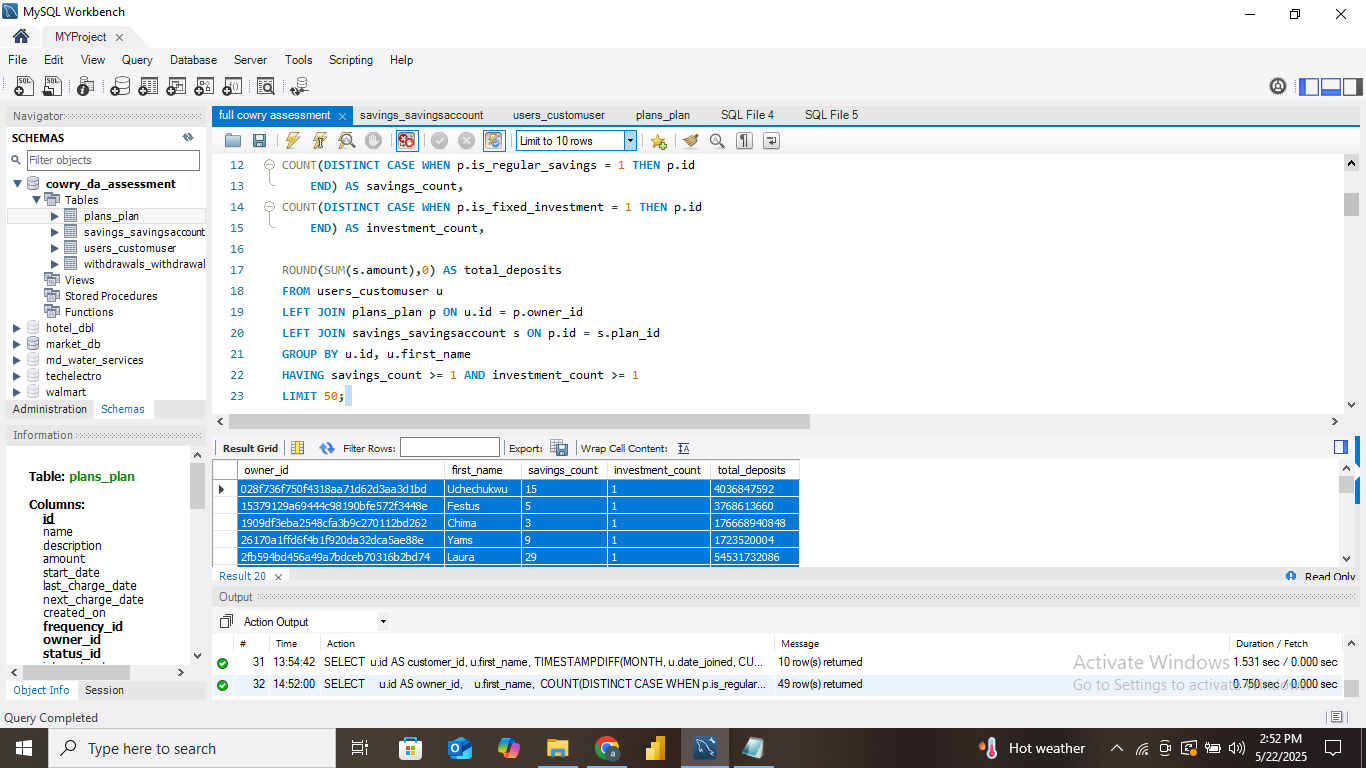 MySQL Workbench
MYProject
File Edit View Query Database Server Tools Scripting Help
Navigator
SCHEMAS
Filter objects
cowry_da_assessment
Tables
plans_plan
savings_savingsaccount
users_customuser
withdrawals_withdrawal
Views
Stored Procedures
Functions
hotel_dbl
market_db
md_water_services
techelectro
walmart
Administration Schemas
Information
Table: plans_plan
Columns:
id
name
description
amount
start_date
last_charge_date
next_charge_date
created_on
frequency_id
owner_id
status_id
Object Info Session
full cowry assessment savings_savingsaccount users_customuser plans_plan SQL File 4 SQL File 5
Limit to 10 rows
12 COUNT(DISTINCT CASE WHEN p.is_regular_savings = 1 THEN p.id
13 END) AS savings_count,
14 COUNT(DISTINCT CASE WHEN p.is_fixed_investment = 1 THEN p.id
15 END) AS investment_count,
16
17 ROUND(SUM(s.amount),0) AS total_deposits
18 FROM users_customuser u
19 LEFT JOIN plans_plan p ON u.id = p.owner_id
20 LEFT JOIN savings_savingsaccount s ON p.id = s.plan_id
21 GROUP BY u.id, u.first_name
22 HAVING savings_count >= 1 AND investment_count >= 1
23 LIMIT 50;
Result Grid Filter Rows: Export: Wrap Cell Content:
owner_id first_name savings_count investment_count total_deposits
028f736f750f4318aa71d62d3aa3d1bd Uchechukwu 15 1 4036847592
15379129a69444c98190bfe572f3448e Festus 5 1 3768613660
1909df3eba2548cfa3b9c270112bd262 Chima 3 1 176668940848
26170a1ffd6f4b1f920da32dca5ae88e Yams 9 1 1723520004
2fb594bd456a49a7bdceb70316b2bd74 Laura 29 1 54531732086
Result 20 Read Only
Output
Action Output
# Time Action Message Duration / Fetch
31 13:54:42 SELECT u.id AS customer_id, u.first_name, TIMESTAMPDIFF(MONTH, u.date_joined, CU... 10 row(s) returned 1.531 sec / 0.000 sec
32 14:52:00 SELECT u.id AS owner_id, u.first_name, COUNT(DISTINCT CASE WHEN p.is_regular... 49 row(s) returned 0.750 sec / 0.000 sec
Activate Windows
Go to Settings to activate Windows.
Query Completed
Type here to search
Hot weather
2:52 PM
5/22/2025